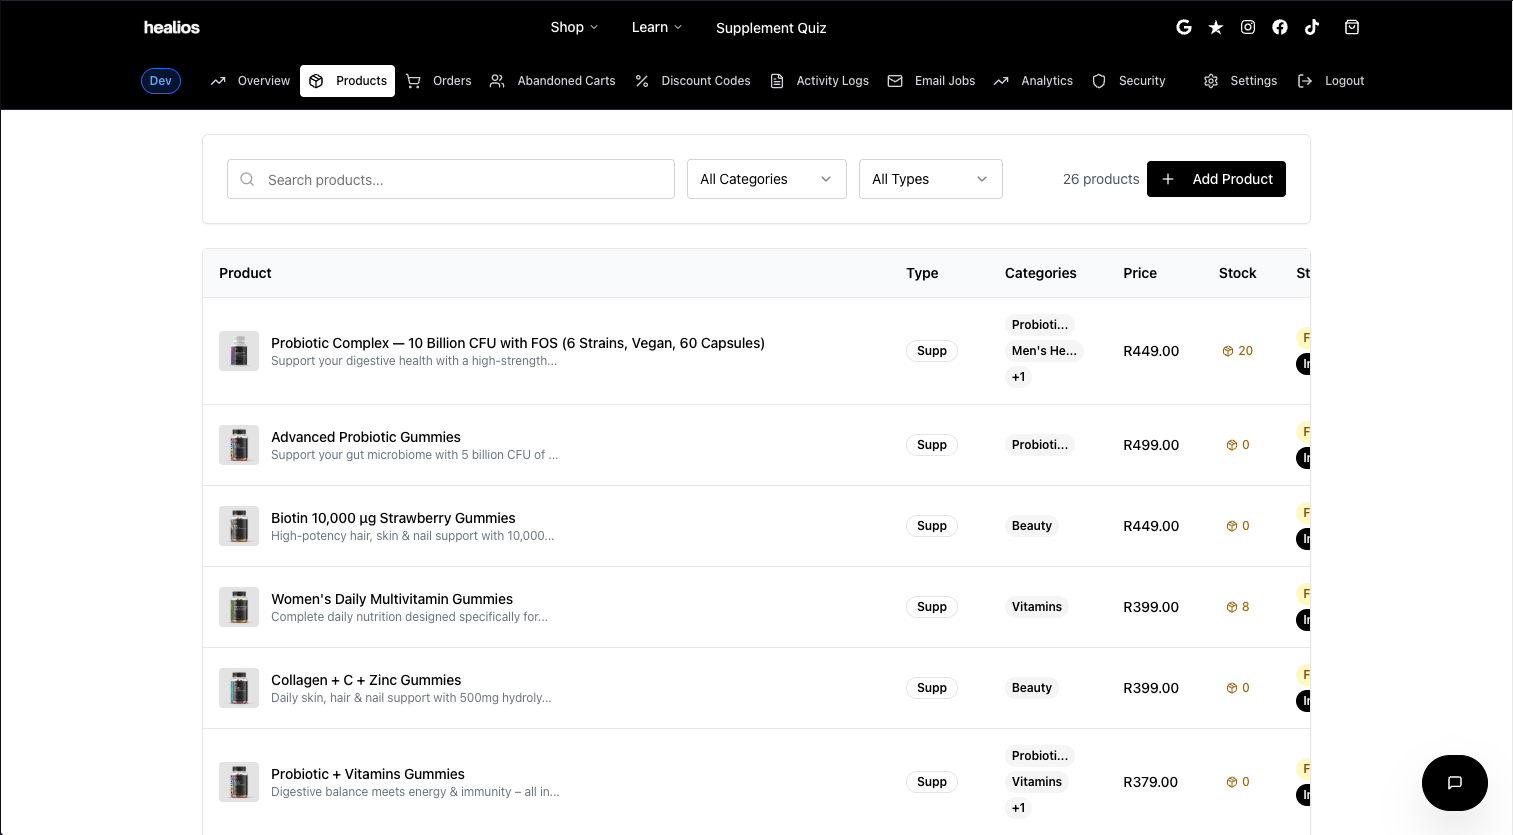 healios
Shop
Learn
Supplement Quiz
Dev
Overview
Products
Orders
Abandoned Carts
Discount Codes
Activity Logs
Email Jobs
Analytics
Security
Settings
Logout
Search products...
All Categories
All Types
26 products
Add Product
Product Type Categories Price Stock St
Probiotic Complex — 10 Billion CFU with FOS (6 Strains, Vegan, 60 Capsules)
Support your digestive health with a high-strength...
Supp
Probioti...
Men's He...
+1
R449.00
20
F
In
Advanced Probiotic Gummies
Support your gut microbiome with 5 billion CFU of ...
Supp
Probioti...
R499.00
0
F
In
Biotin 10,000 µg Strawberry Gummies
High-potency hair, skin & nail support with 10,000...
Supp
Beauty
R449.00
0
F
In
Women's Daily Multivitamin Gummies
Complete daily nutrition designed specifically for...
Supp
Vitamins
R399.00
8
F
In
Collagen + C + Zinc Gummies
Daily skin, hair & nail support with 500mg hydroly...
Supp
Beauty
R399.00
0
F
In
Probiotic + Vitamins Gummies
Digestive balance meets energy & immunity – all in...
Supp
Probioti...
Vitamins
+1
R379.00
0
F
In